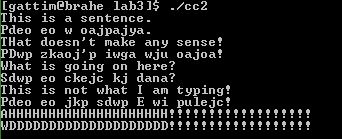 [gattim@brahe lab3]$ ./cc2
This is a sentence.
Pdeo eo w oajpajya.
THat doesn't make any sense!
PDwp zkaoj'p iwga wju oajoa!
What is going on here?
Sdwp eo ckejc kj dana?
This is not what I am typing!
Pdeo eo jkp sdwp E wi pulejc!
AHHHHHHHHHHHHHHHHHHHH!!!!!!!!!!!!!!!!!!
WDDDDDDDDDDDDDDDDDDDD!!!!!!!!!!!!!!!!!!